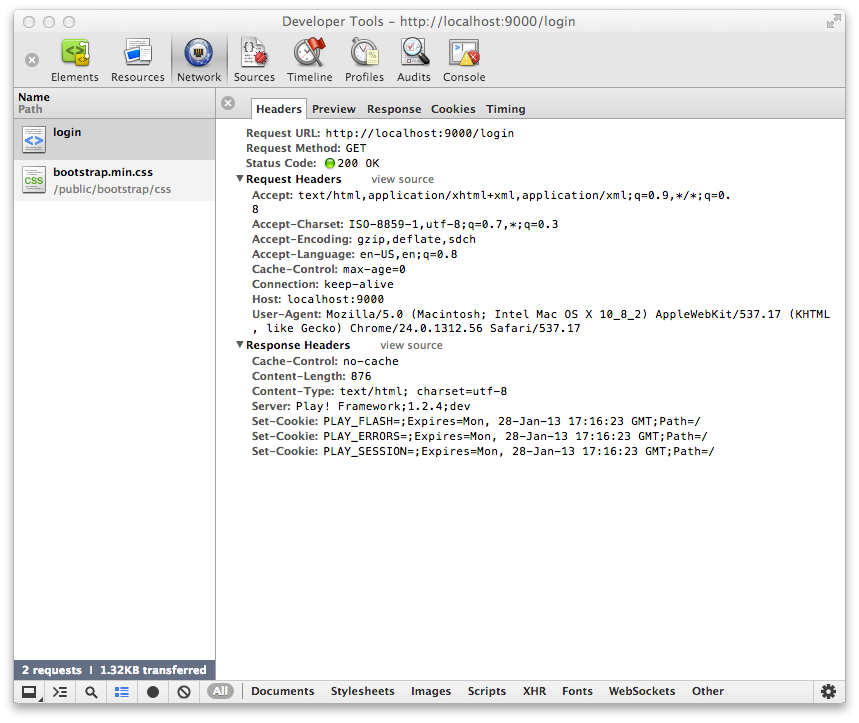 Developer Tools - http://localhost:9000/login
Elements Resources Network Sources Timeline Profiles Audits Console
Name
Path
login
bootstrap.min.css
/public/bootstrap/css
Headers Preview Response Cookies Timing
Request URL: http://localhost:9000/login
Request Method: GET
Status Code: 200 OK
Request Headers view source
Accept: text/html,application/xhtml+xml,application/xml;q=0.9,*/*;q=0.
8
Accept-Charset: ISO-8859-1,utf-8;q=0.7,*;q=0.3
Accept-Encoding: gzip,deflate,sdch
Accept-Language: en-US,en;q=0.8
Cache-Control: max-age=0
Connection: keep-alive
Host: localhost:9000
User-Agent: Mozilla/5.0 (Macintosh; Intel Mac OS X 10_8_2) AppleWebKit/537.17 (KHTML
, like Gecko) Chrome/24.0.1312.56 Safari/537.17
Response Headers view source
Cache-Control: no-cache
Content-Length: 876
Content-Type: text/html; charset=utf-8
Server: Play! Framework;1.2.4;dev
Set-Cookie: PLAY_FLASH=;Expires=Mon, 28-Jan-13 17:16:23 GMT;Path=/
Set-Cookie: PLAY_ERRORS=;Expires=Mon, 28-Jan-13 17:16:23 GMT;Path=/
Set-Cookie: PLAY_SESSION=;Expires=Mon, 28-Jan-13 17:16:23 GMT;Path=/
2 requests | 1.32KB transferred
All Documents Stylesheets Images Scripts XHR Fonts WebSockets Other